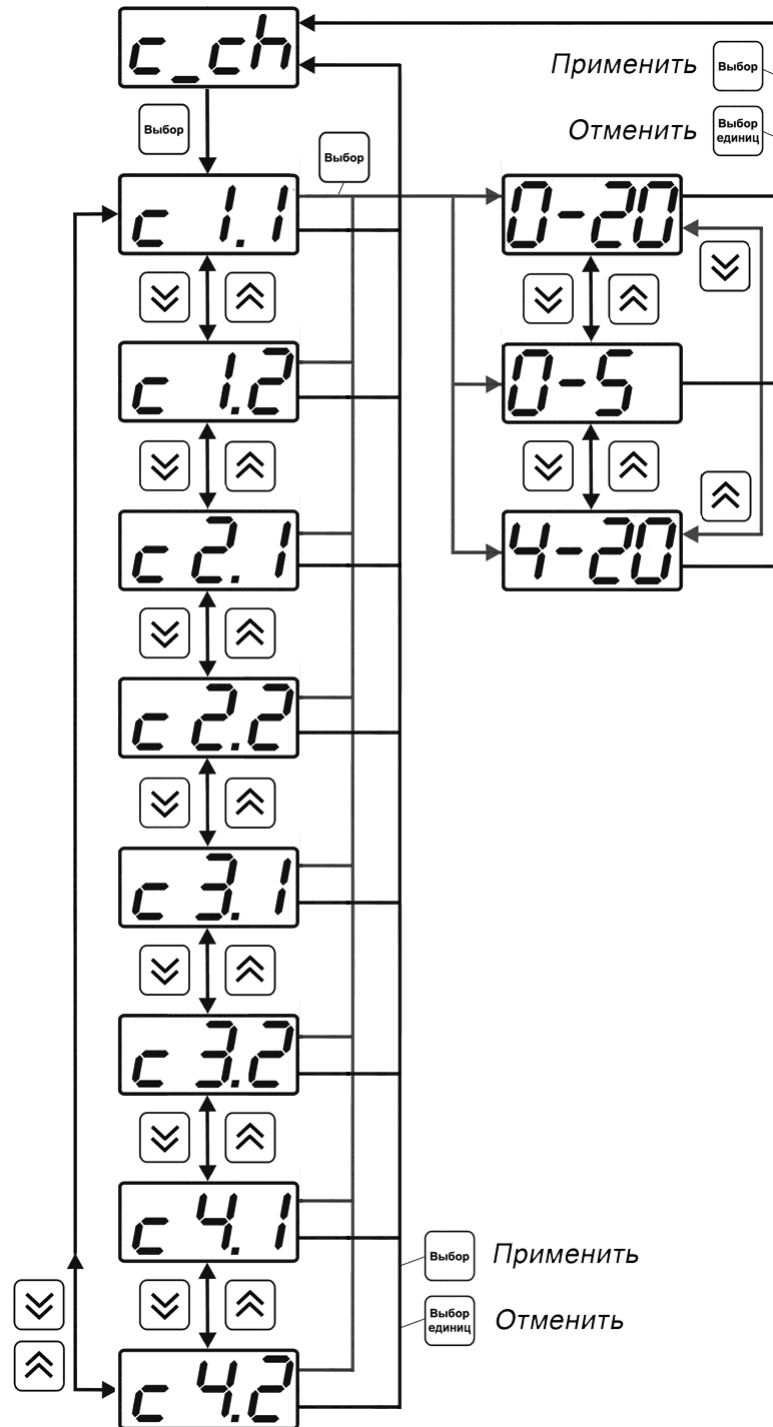 c_ch
Применить
Выбор
Отменить
Выбор
единиц
Выбор
Выбор
c 1.1
0-20
c 1.2
0-5
c 2.1
4-20
c 2.2
c 3.1
c 3.2
c 4.1
Выбор
Применить
Выбор
единиц
Отменить
c 4.2